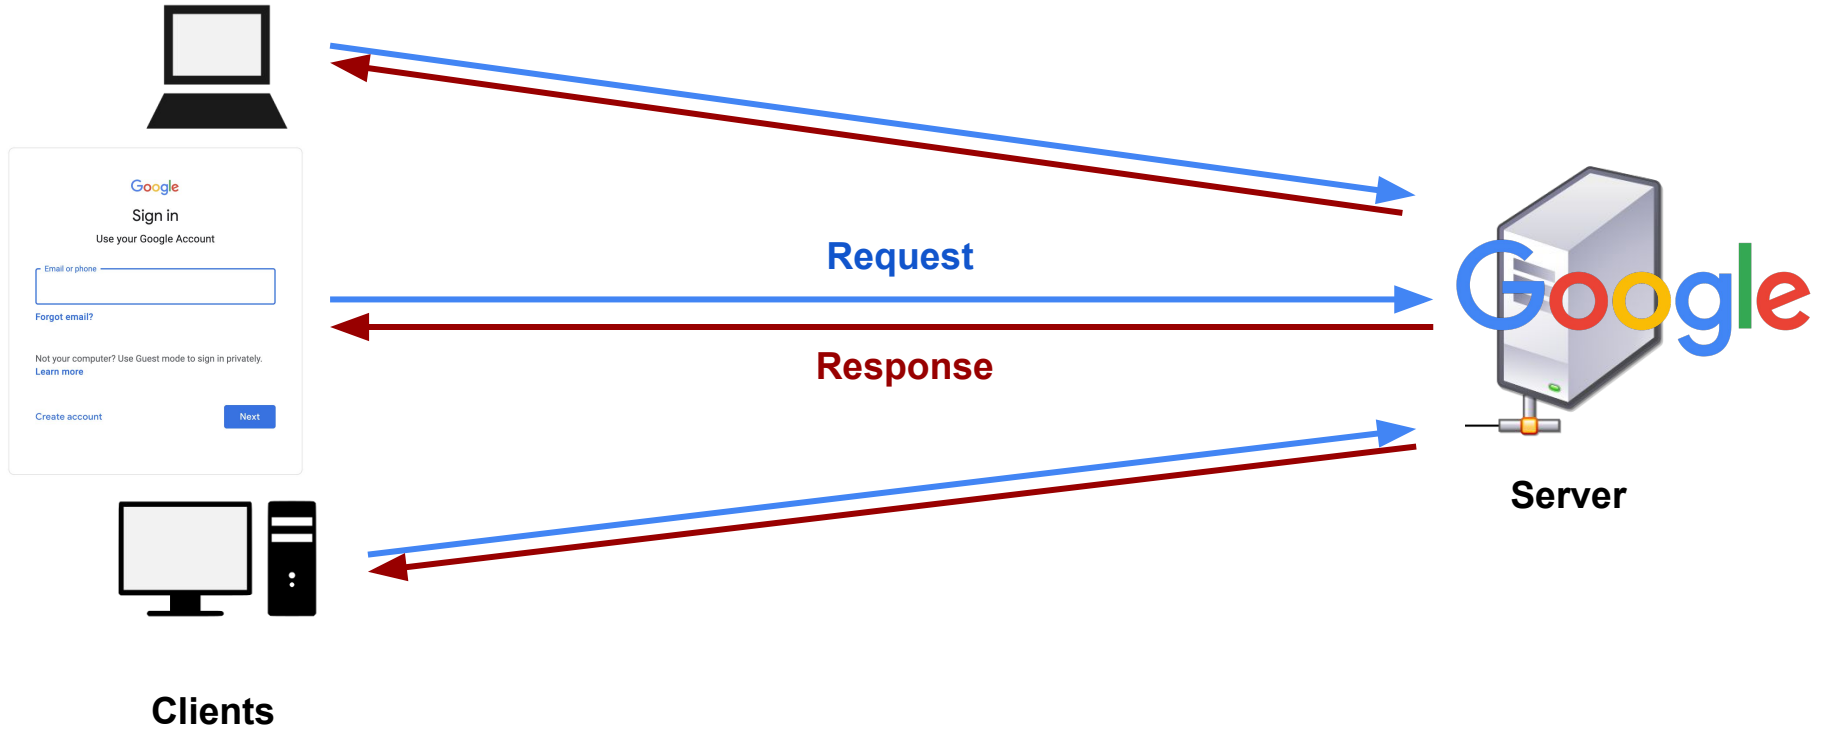 Google
Sign in
Use your Google Account
Email or phone
Forgot email?
Not your computer? Use Guest mode to sign in privately.
Learn more
Create account
Next
Clients
Request
Response
Google
Server